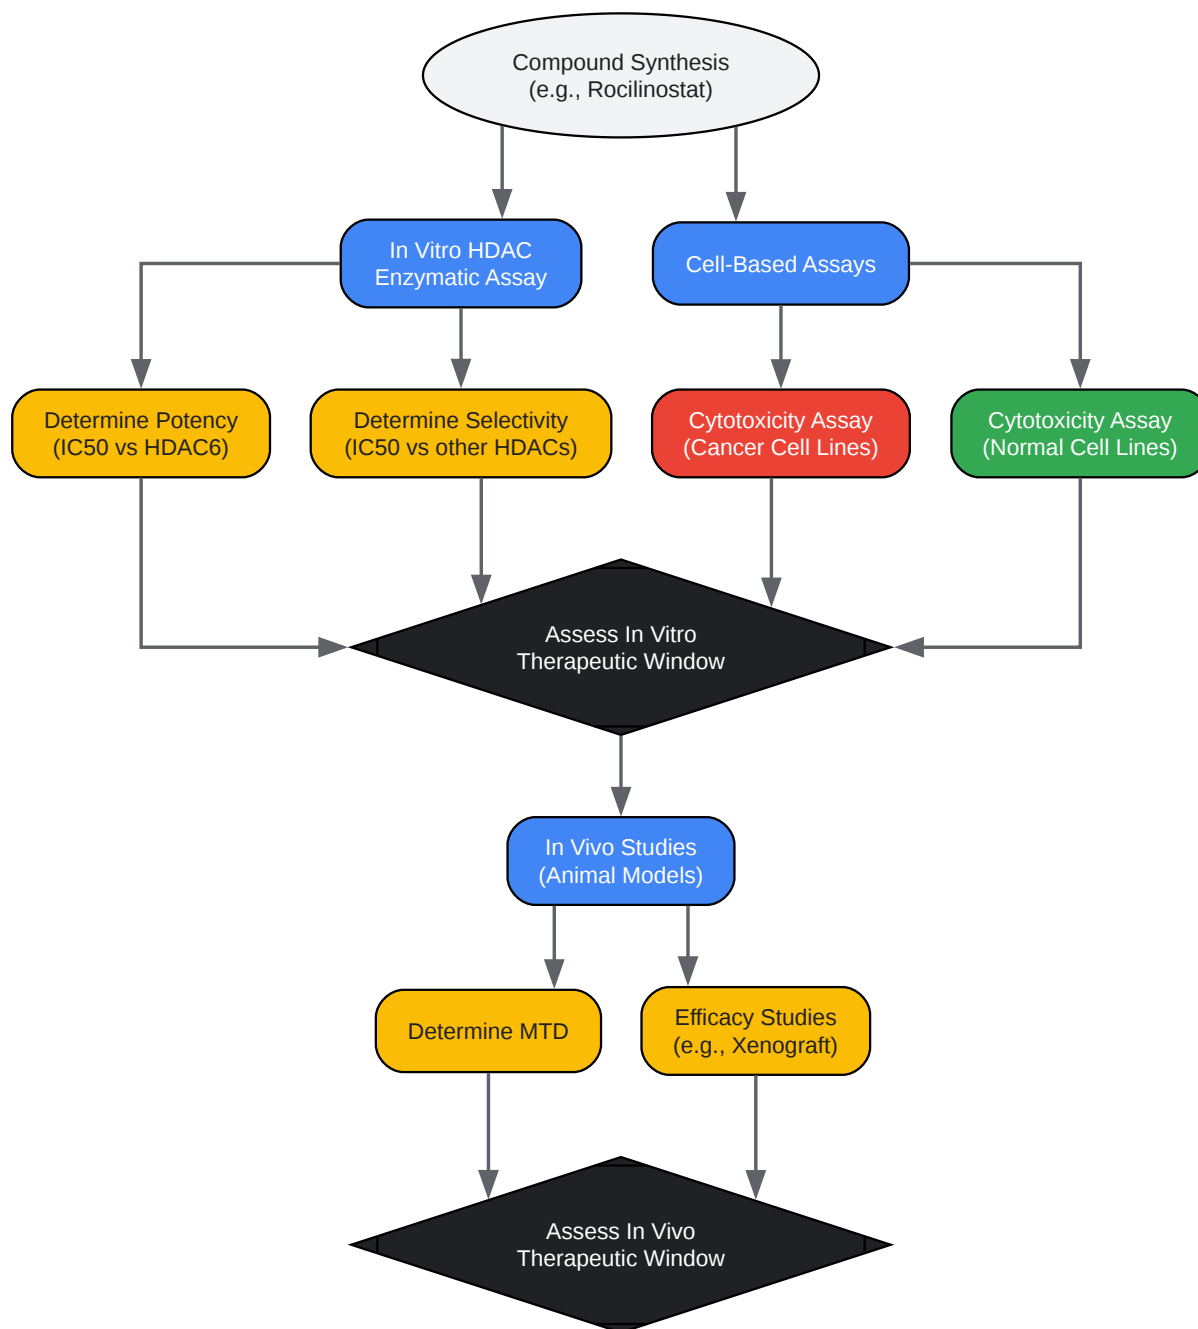 Compound Synthesis
(e.g., Rocilinostat)
In Vitro HDAC
Enzymatic Assay
Cell-Based Assays
Determine Potency
(IC50 vs HDAC6)
Determine Selectivity
(IC50 vs other HDACs)
Cytotoxicity Assay
(Cancer Cell Lines)
Cytotoxicity Assay
(Normal Cell Lines)
Assess In Vitro
Therapeutic Window
In Vivo Studies
(Animal Models)
Determine MTD
Efficacy Studies
(e.g., Xenograft)
Assess In Vivo
Therapeutic Window